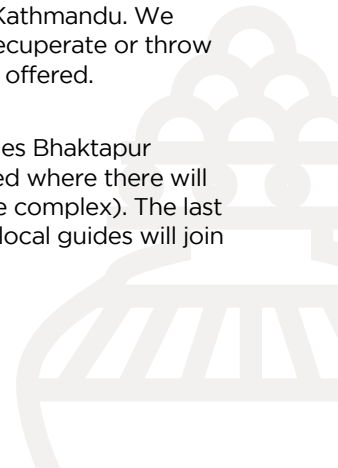 Kathmandu. We
ecuperate or throw
offered.
es Bhaktapur
ed where there will
e complex). The last
local guides will join